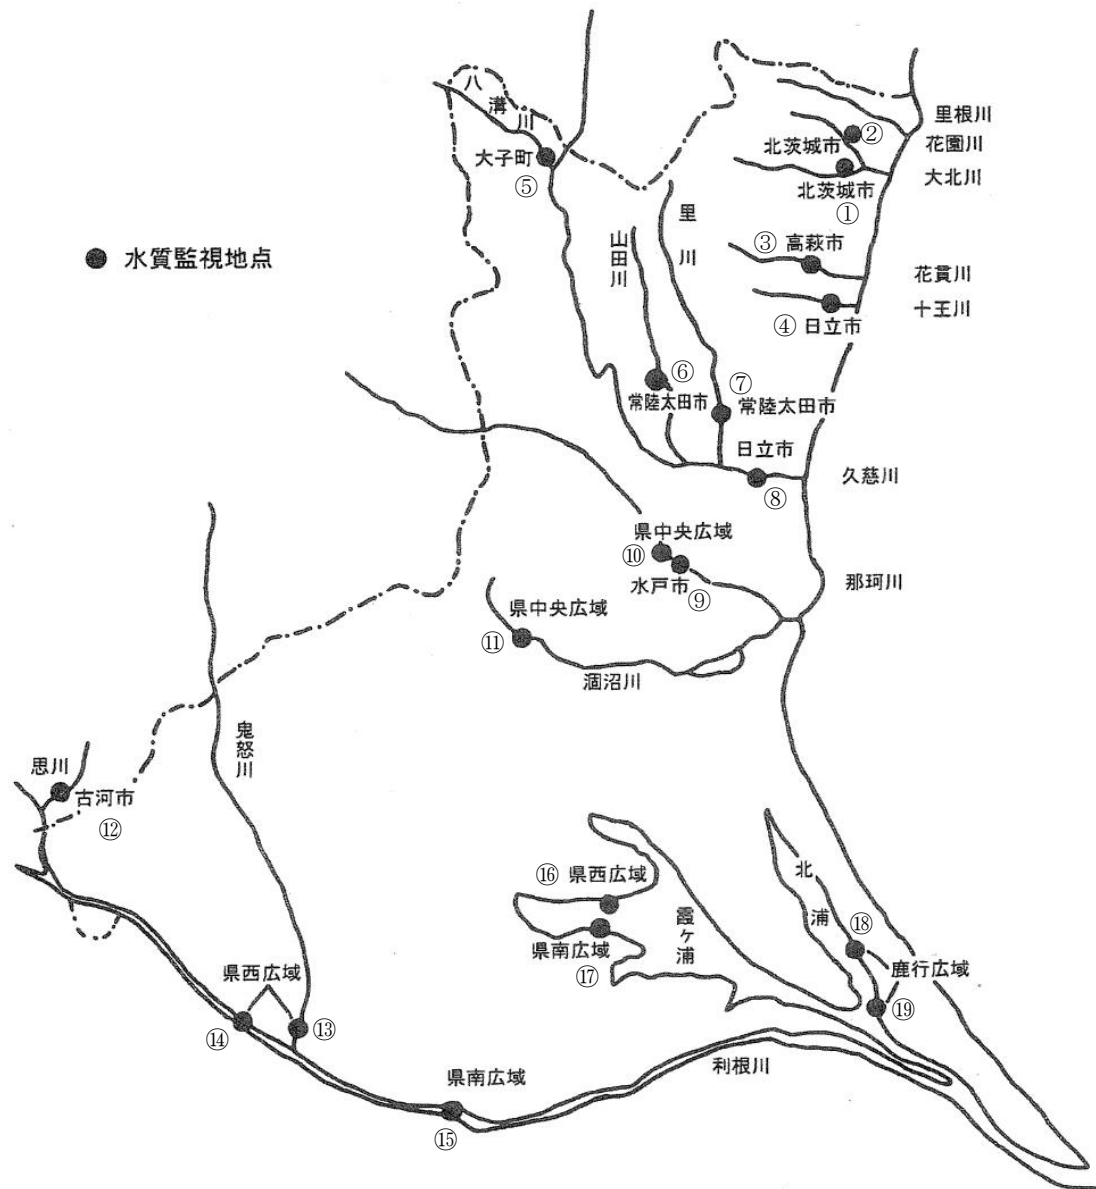 八溝川
里根川
②
花園川
北茨城市
大子町
大北川
⑤
北茨城市
①
里川
山田川
③ 高萩市
● 水質監視地点
花貫川
十王川
④ 日立市
⑥
⑦
常陸太田市
常陸太田市
日立市
久慈川
⑧
県中央広域
⑩
水戸市
⑨
那珂川
県中央広域
⑪
涸沼川
鬼怒川
思川
古河市
⑫
⑯ 県西広域
北浦
霞ヶ浦
⑱
県南広域
⑰
鹿行広域
県西広域
⑲
⑭
⑬
利根川
県南広域
⑮